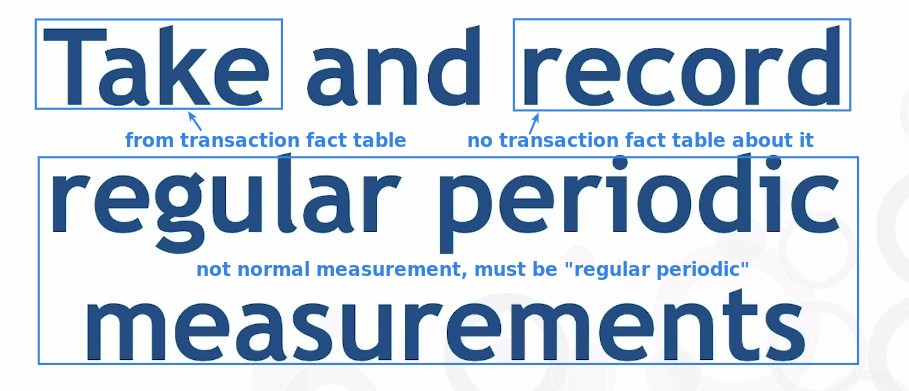 Take and record
from transaction fact table no transaction fact table about it
regular periodic
not normal measurement, must be "regular periodic"
measurements